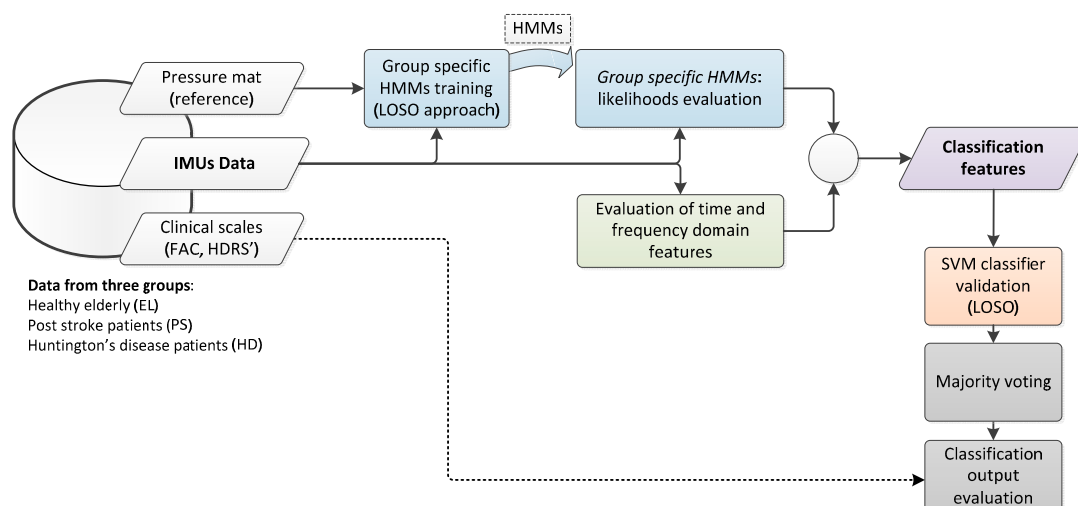 HMMs
Pressure mat
(reference)
Group specific
HMMs training
(LOSO approach)
Group specific HMMs:
likelihoods evaluation
IMUs Data
Classification
features
Clinical scales
(FAC, HDRS’)
Evaluation of time and
frequency domain
features
Data from three groups:
Healthy elderly (EL)
Post stroke patients (PS)
Huntington’s disease patients (HD)
SVM classifier
validation
(LOSO)
Majority voting
Classification
output
evaluation